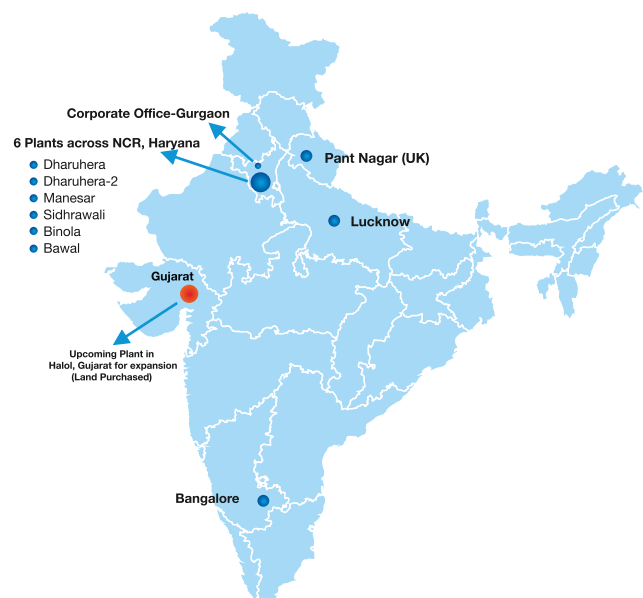 Corporate Office-Gurgaon
6 Plants across NCR, Haryana
Dharuhera
Dharuhera-2
Manesar
Sidhrawali
Binola
Bawal
Pant Nagar (UK)
Lucknow
Gujarat
Upcoming Plant in
Halol, Gujarat for expansion
(Land Purchased)
Bangalore